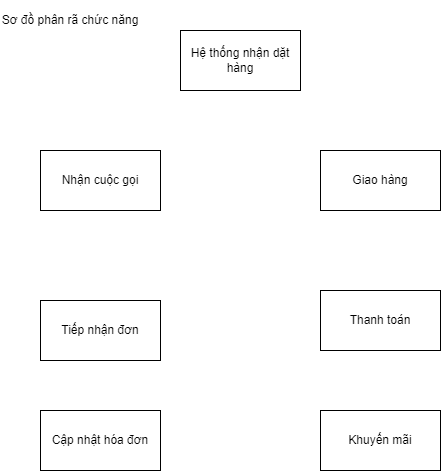 Sơ đồ phân rã chức năng
Hệ thống nhận dặt
hàng
Nhận cuộc gọi
Giao hàng
Tiếp nhận đơn
Thanh toán
Cập nhật hóa đơn
Khuyến mãi